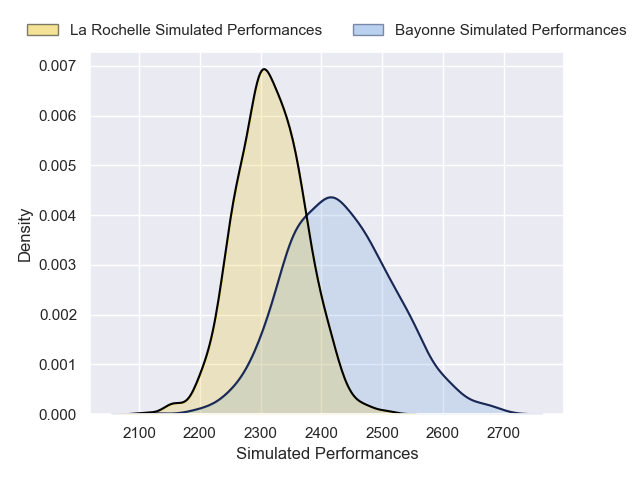 La Rochelle Simulated Performances Bayonne Simulated Performances
0.007
0.006
0.005
0.004
0.003
0.002
0.001
0.000
Density
2100 2200 2300 2400 2500 2600 2700
Simulated Performances